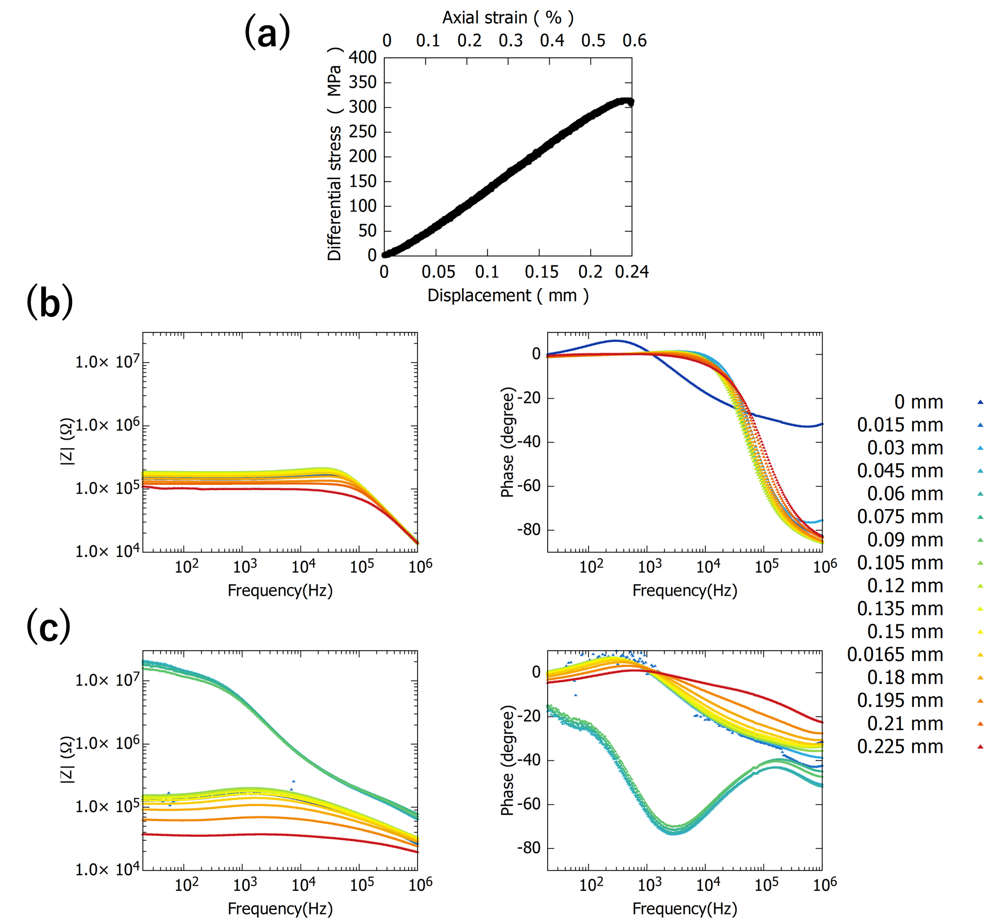 (a)
Axial strain ( % )
0 0.1 0.2 0.3 0.4 0.5 0.6
400
350
300
250
200
150
100
50
0
Differential stress ( MPa )
0 0.05 0.1 0.15 0.2 0.24
Displacement ( mm )
(b)
1.0× 10⁷
1.0× 10⁶
1.0× 10⁵
1.0× 10⁴
|Z| (Ω)
10² 10³ 10⁴ 10⁵ 10⁶
Frequency(Hz)
0
-20
-40
-60
-80
Phase (degree)
10² 10³ 10⁴ 10⁵ 10⁶
Frequency(Hz)
0 mm
0.015 mm
0.03 mm
0.045 mm
0.06 mm
0.075 mm
0.09 mm
0.105 mm
0.12 mm
0.135 mm
0.15 mm
0.0165 mm
0.18 mm
0.195 mm
0.21 mm
0.225 mm
(c)
1.0× 10⁷
1.0× 10⁶
1.0× 10⁵
1.0× 10⁴
|Z| (Ω)
10² 10³ 10⁴ 10⁵ 10⁶
Frequency(Hz)
0
-20
-40
-60
-80
Phase (degree)
10² 10³ 10⁴ 10⁵ 10⁶
Frequency(Hz)